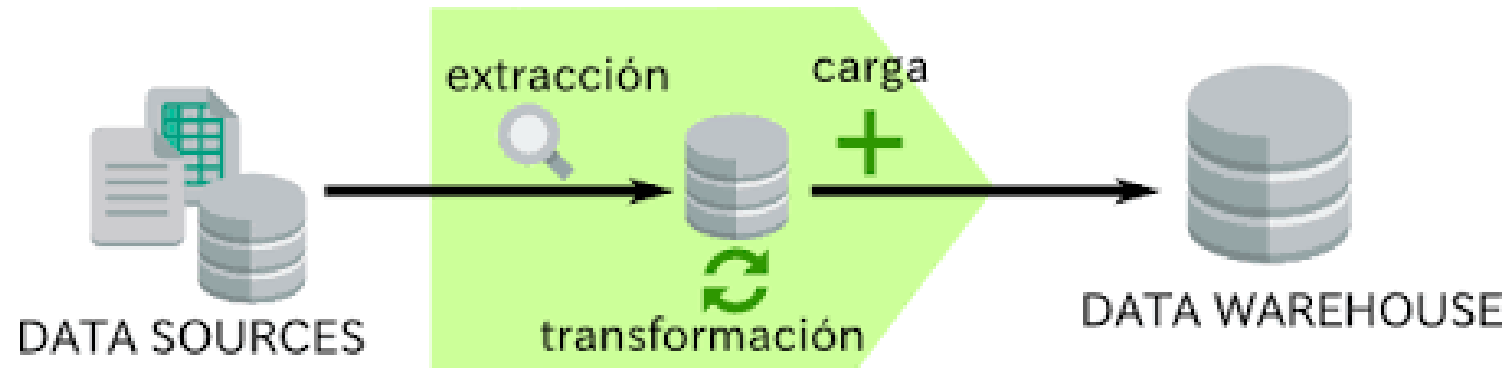 extracción
carga
transformación
DATA SOURCES
DATA WAREHOUSE